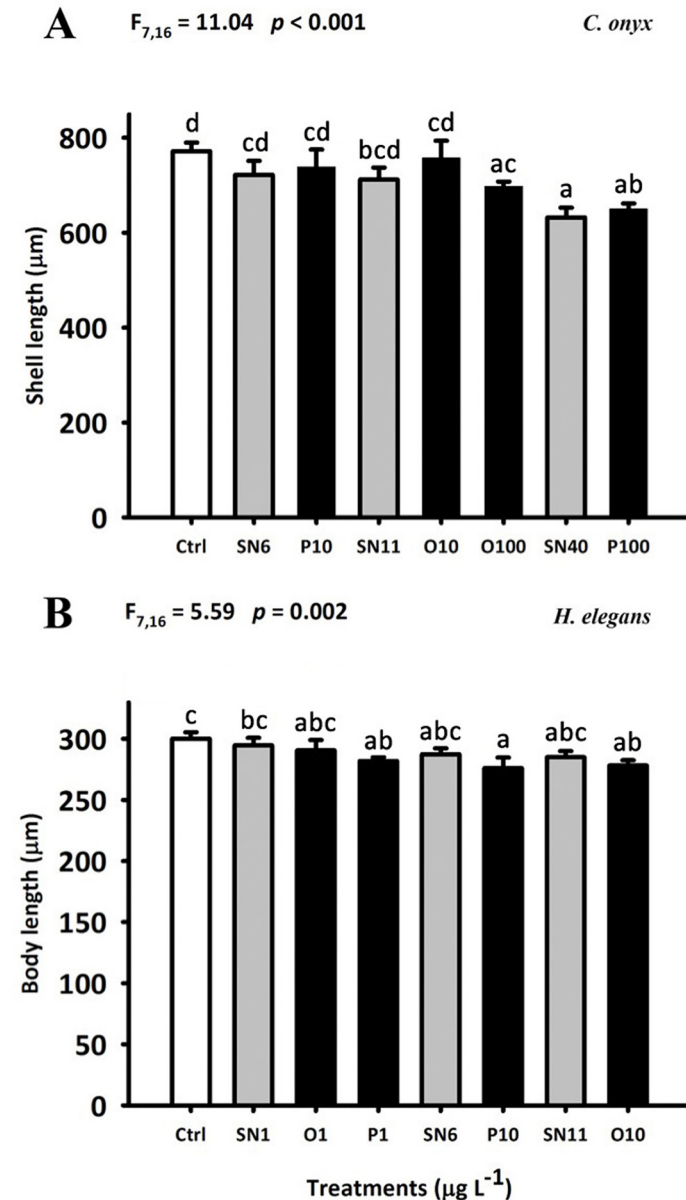 A F7,16 = 11.04 p < 0.001 C. onyx
d cd cd bcd cd ac a ab
Shell length (μm)
800
600
400
200
0
Ctrl SN6 P10 SN11 O10 O100 SN40 P100
B F7,16 = 5.59 p = 0.002 H. elegans
c bc abc ab abc a abc ab
Body length (μm)
300
250
200
150
100
50
0
Ctrl SN1 O1 P1 SN6 P10 SN11 O10
Treatments (μg L-1)